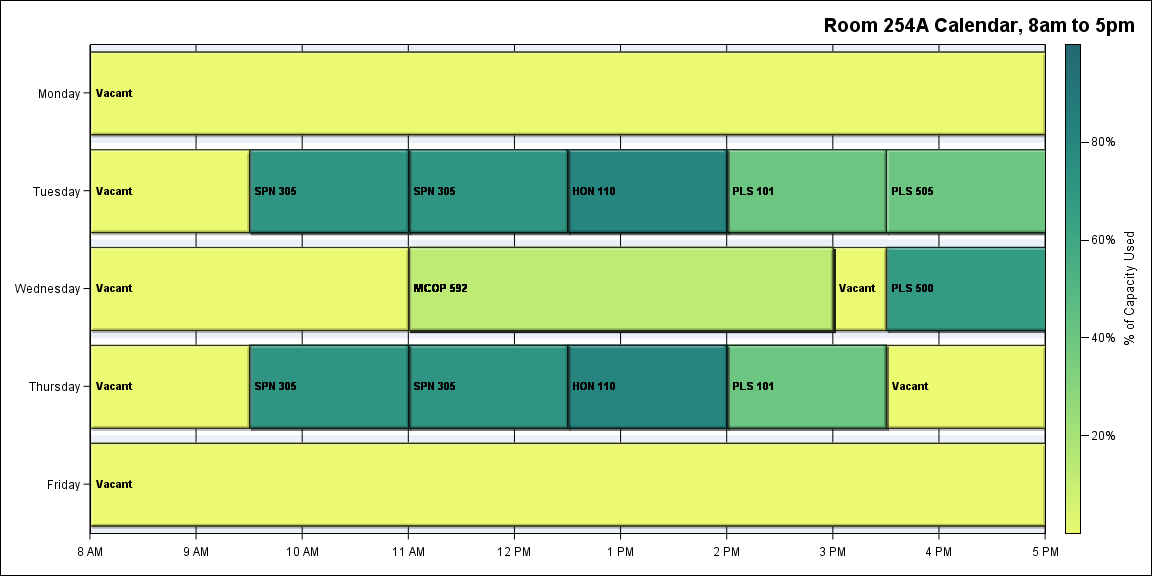 Room 254A Calendar, 8am to 5pm
Monday
Vacant
Tuesday
Vacant
SPN 305
SPN 305
HON 110
PLS 101
PLS 505
Wednesday
Vacant
MCOP 592
Vacant
PLS 500
Thursday
Vacant
SPN 305
SPN 305
HON 110
PLS 101
Vacant
Friday
Vacant
8 AM
9 AM
10 AM
11 AM
12 PM
1 PM
2 PM
3 PM
4 PM
5 PM
80%
60%
40%
20%
% of Capacity Used